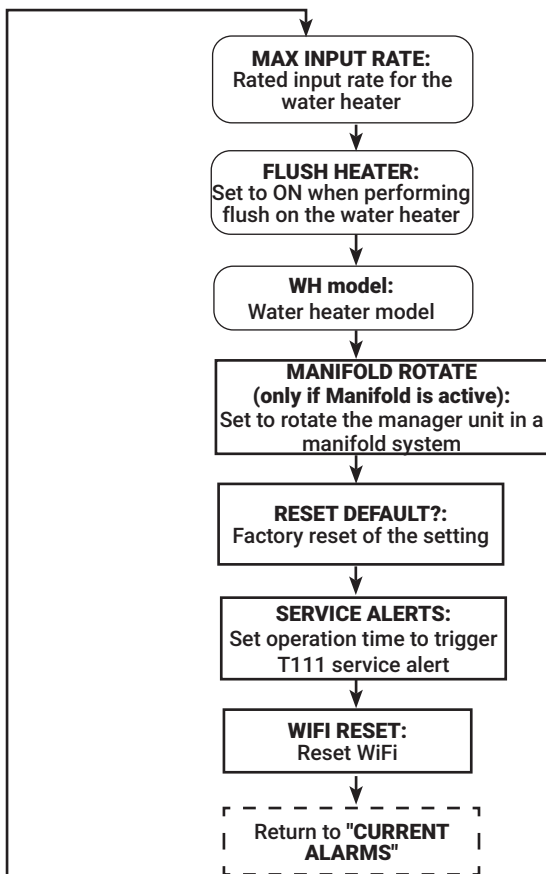 MAX INPUT RATE:
Rated input rate for the
water heater
FLUSH HEATER:
Set to ON when performing
flush on the water heater
WH model:
Water heater model
MANIFOLD ROTATE
(only if Manifold is active):
Set to rotate the manager unit in a
manifold system
RESET DEFAULT?:
Factory reset of the setting
SERVICE ALERTS:
Set operation time to trigger
T111 service alert
WIFI RESET:
Reset WiFi
Return to "CURRENT
ALARMS"